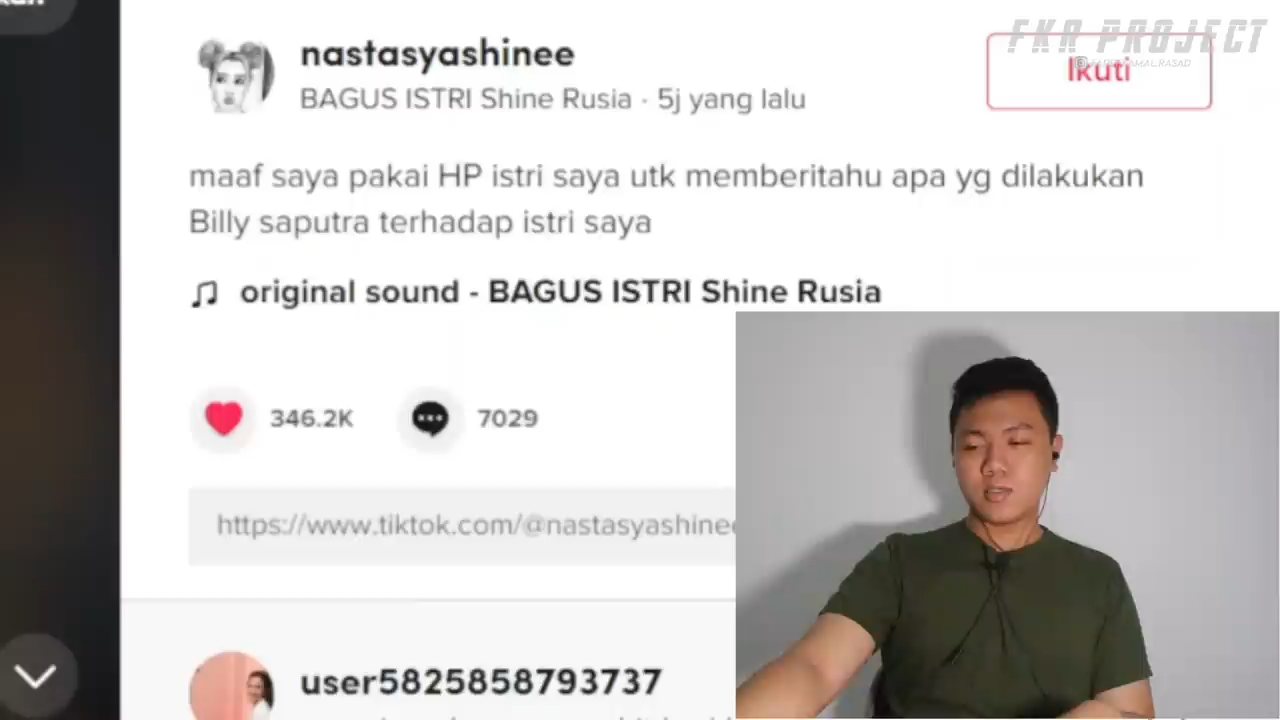 FKR PROJECT
nastasyashinee
BAGUS ISTRI Shine Rusia · 5j yang lalu
Ikuti
maaf saya pakai HP istri saya utk memberitahu apa yg dilakukan
Billy saputra terhadap istri saya
original sound - BAGUS ISTRI Shine Rusia
346.2K
7029
https://www.tiktok.com/@nastasyashinee
user5825858793737